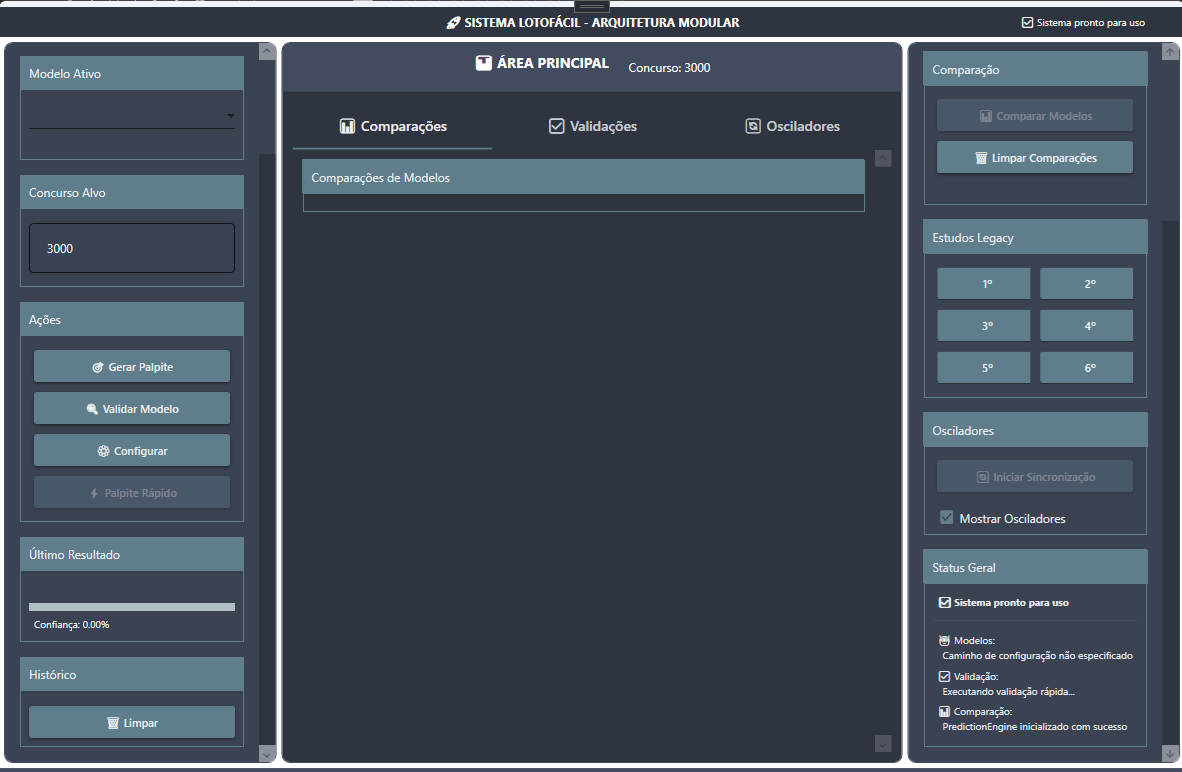 SISTEMA LOTOFÁCIL - ARQUITETURA MODULAR
Sistema pronto para uso
Modelo Ativo
Concurso Alvo
3000
Ações
Gerar Palpite
Validar Modelo
Configurar
Palpite Rápido
Último Resultado
Confiança: 0.00%
Histórico
Limpar
ÁREA PRINCIPAL
Concurso: 3000
Comparações
Validações
Osciladores
Comparações de Modelos
Comparação
Comparar Modelos
Limpar Comparações
Estudos Legacy
1º
2º
3º
4º
5º
6º
Osciladores
Iniciar Sincronização
Mostrar Osciladores
Status Geral
Sistema pronto para uso
Modelos:
Caminho de configuração não especificado
Validação:
Executando validação rápida...
Comparação:
PredictionEngine inicializado com sucesso